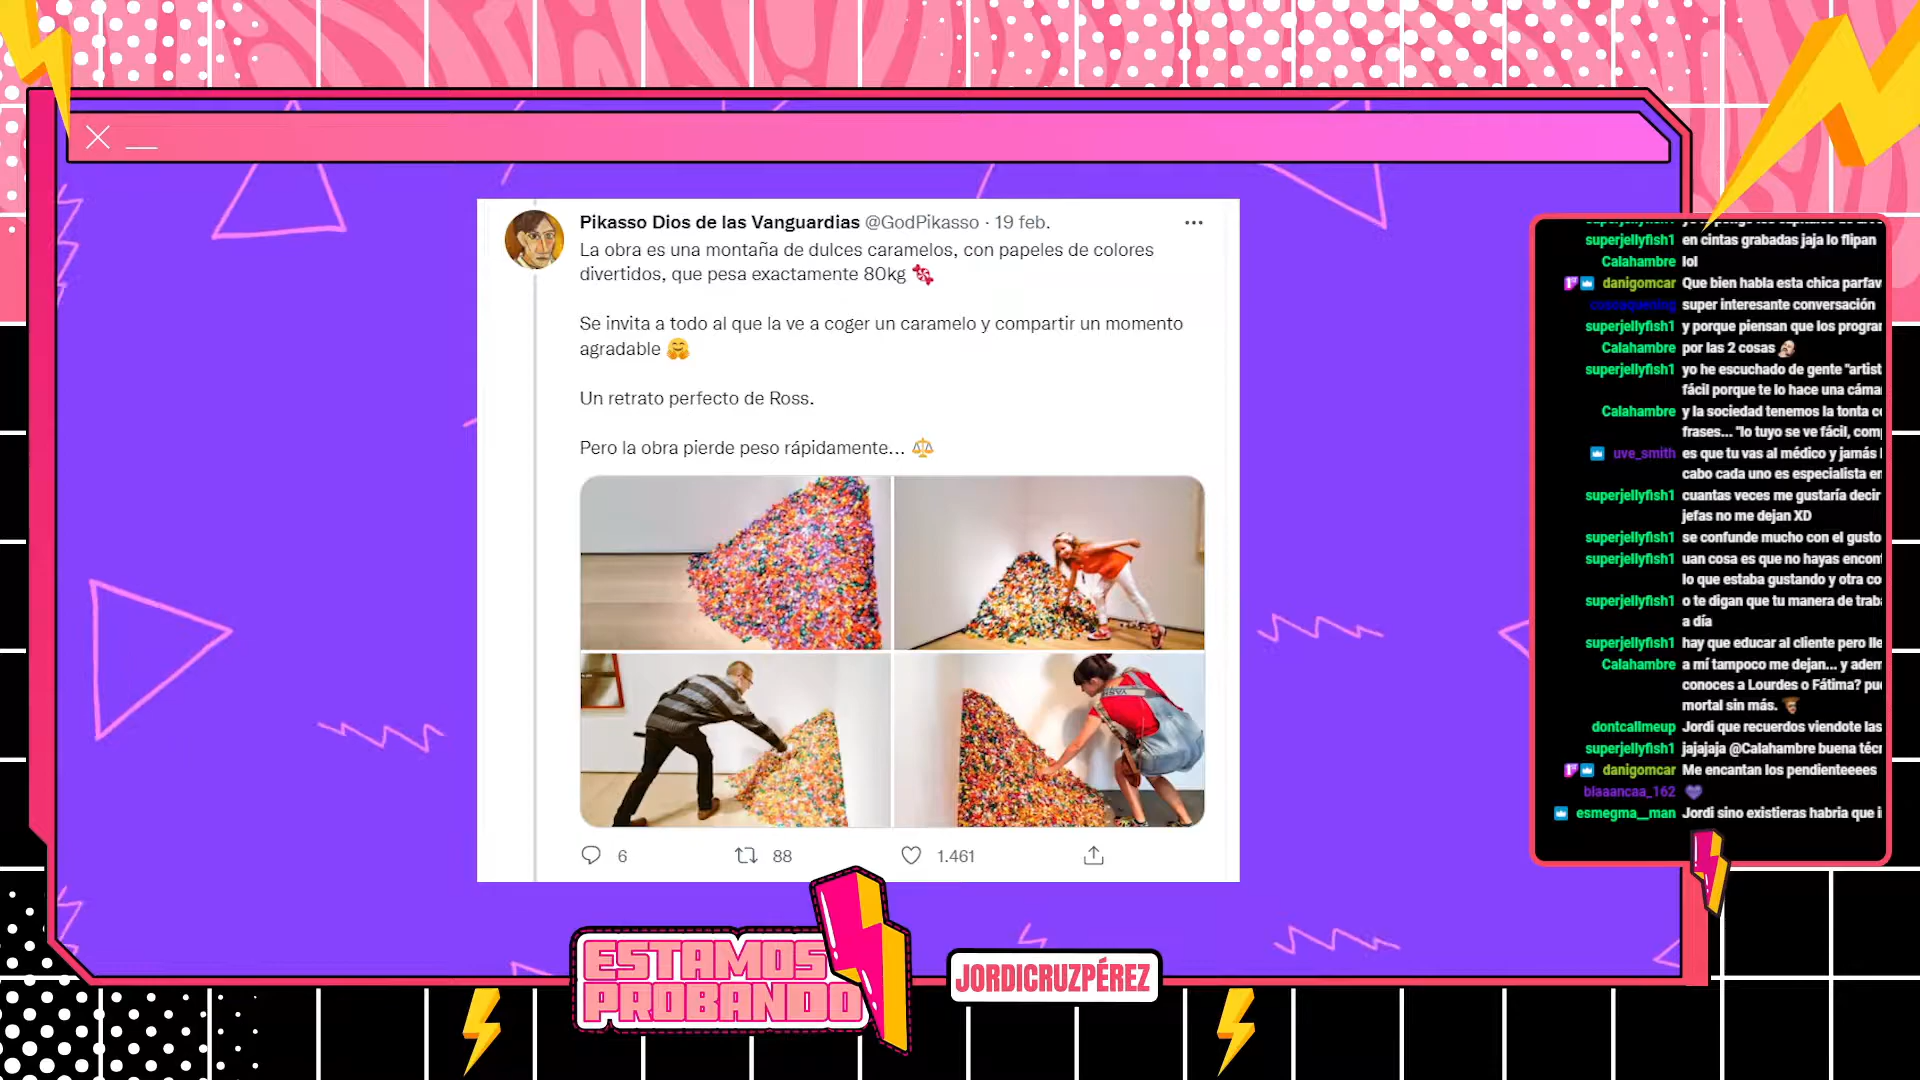 Pikasso Dios de las Vanguardias @GodPikasso · 19 feb.
La obra es una montaña de dulces caramelos, con papeles de colores
divertidos, que pesa exactamente 80kg
Se invita a todo al que la ve a coger un caramelo y compartir un momento
agradable
Un retrato perfecto de Ross.
Pero la obra pierde peso rápidamente...
6 88 1.461
superjellyfish1 en cintas grabadas jaja lo flipan
Calahambre lol
danigomcar Que bien habla esta chica parfav
super interesante conversación
superjellyfish1 y porque piensan que los progra
Calahambre por las 2 cosas
superjellyfish1 yo he escuchado de gente "artist
fácil porque te lo hace una cáma
Calahambre y la sociedad tenemos la tonta c
frases... "lo tuyo se ve fácil, com
uve_smith es que tu vas al médico y jamás
cabo cada uno es especialista e
superjellyfish1 cuantas veces me gustaría decir
jefas no me dejan XD
superjellyfish1 se confunde mucho con el gusto
superjellyfish1 uan cosa es que no hayas encon
lo que estaba gustando y otra co
superjellyfish1 o te digan que tu manera de trab
a día
superjellyfish1 hay que educar al cliente pero lle
Calahambre a mí tampoco me dejan... y adem
conoces a Lourdes o Fátima? pu
mortal sin más.
dontcallmeup Jordi que recuerdos viendote las
superjellyfish1 jajajaja @Calahambre buena téc
danigomcar Me encantan los pendienteeees
blaaancaa_162
esmegma__man Jordi sino existieras habria que i
ESTAMOS
PROBANDO
JORDICRUZPÉREZ